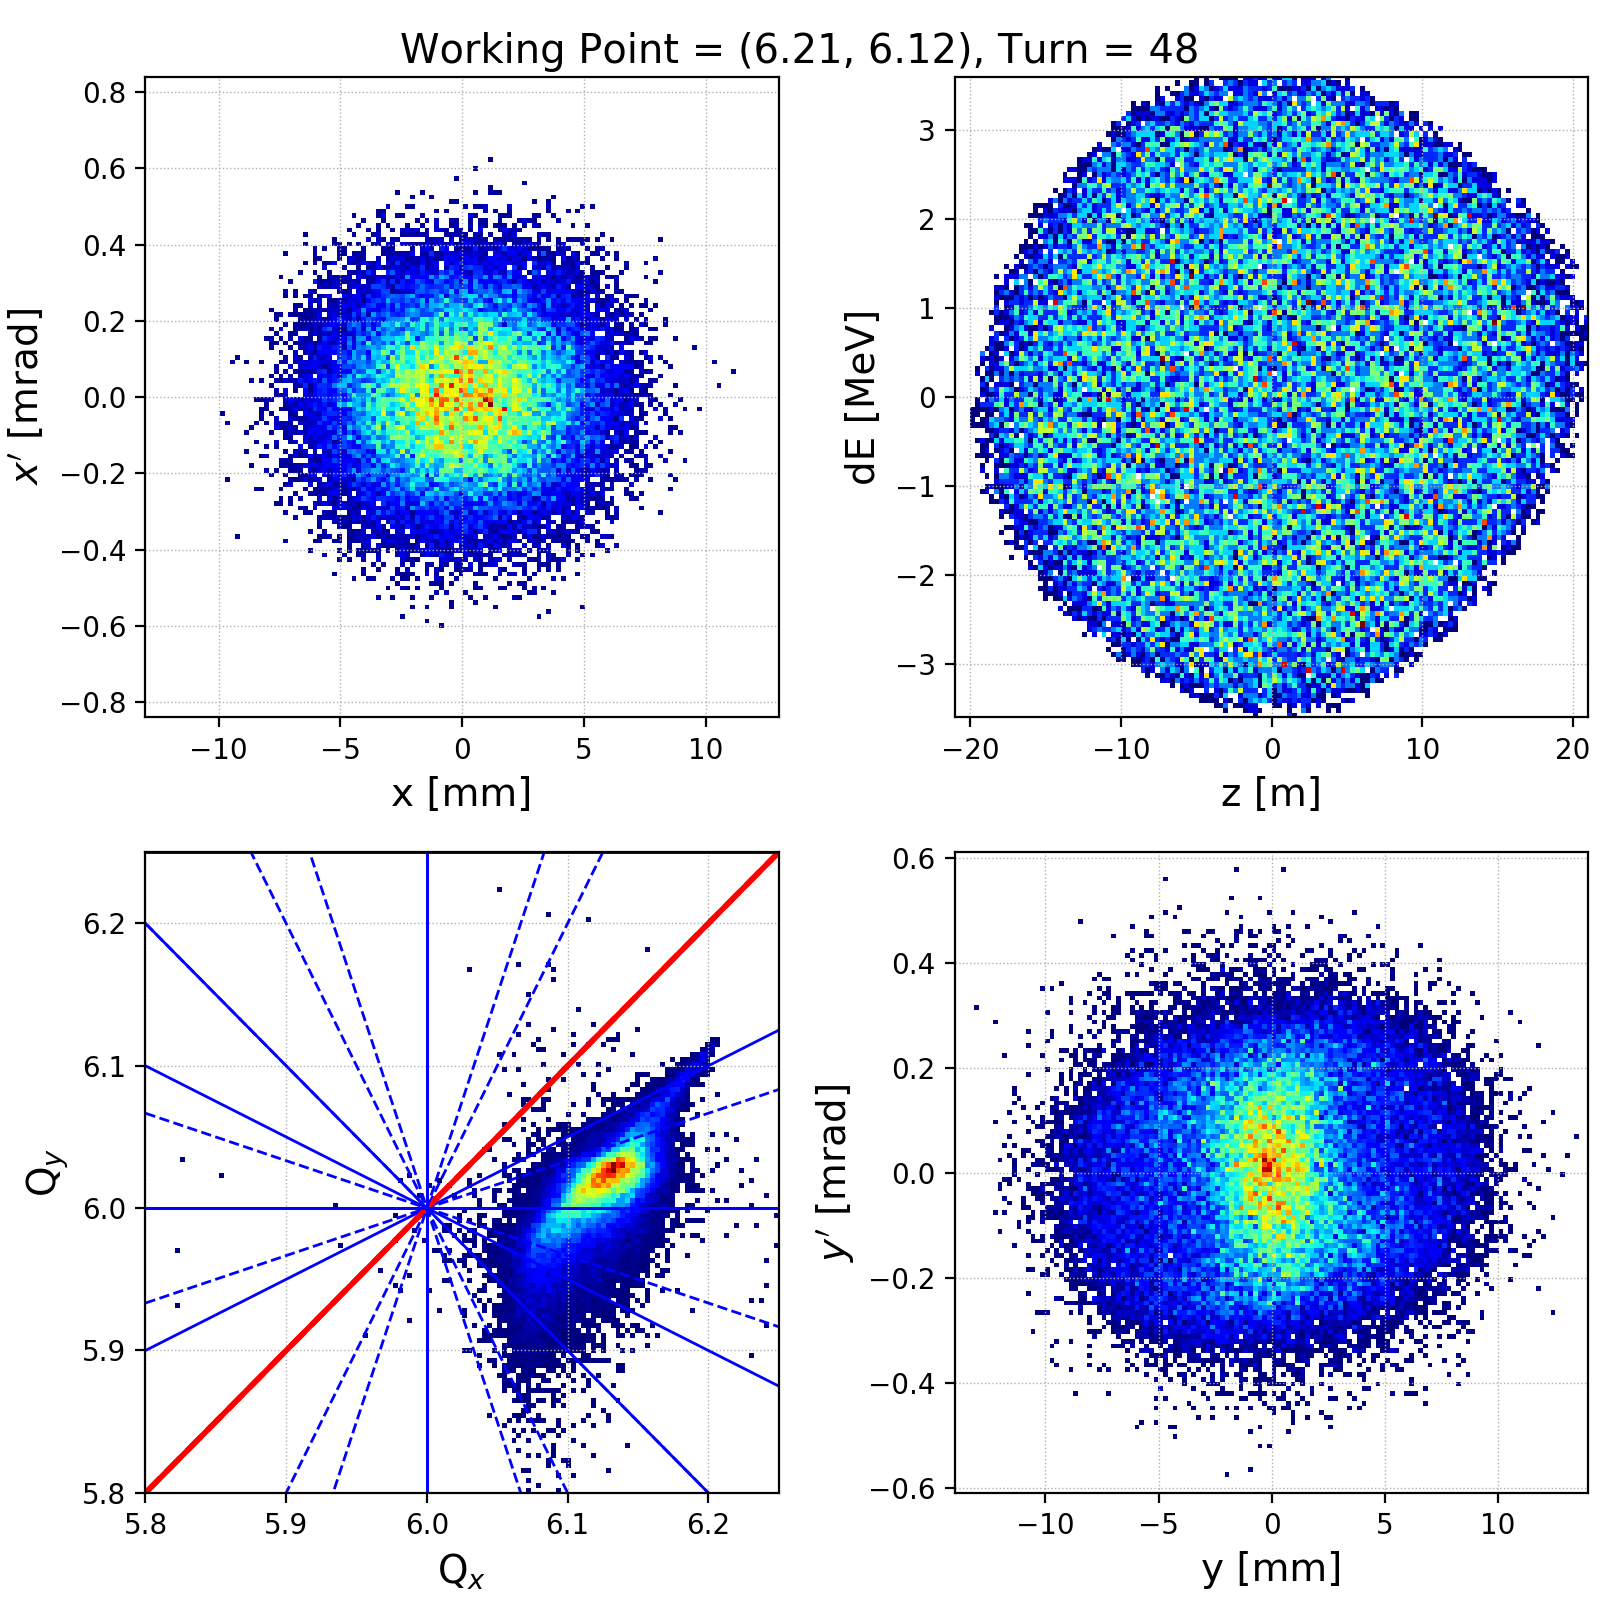 Working Point = (6.21, 6.12), Turn = 48
0.8
0.6
0.4
0.2
0.0
−0.2
−0.4
−0.6
−0.8
x′ [mrad]
−10 −5 0 5 10
x [mm]
3
2
1
0
−1
−2
−3
dE [MeV]
−20 −10 0 10 20
z [m]
6.2
6.1
6.0
5.9
5.8
Qy
5.8 5.9 6.0 6.1 6.2
Qx
0.6
0.4
0.2
0.0
−0.2
−0.4
−0.6
y′ [mrad]
−10 −5 0 5 10
y [mm]